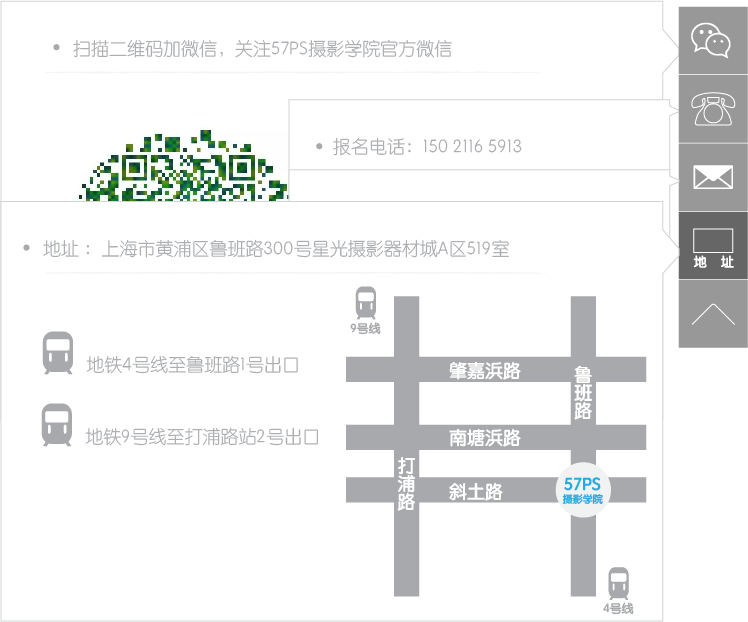 扫描二维码加微信，关注57PS摄影学院官方微信
报名电话：150 2116 5913
地址：上海市黄浦区鲁班路300号星光摄影器材城A区519室
地 址
9号线
地铁4号线至鲁班路1号出口
地铁9号线至打浦路站2号出口
肇嘉浜路
鲁班路
南塘浜路
打浦路
斜土路
57PS
摄影学院
4号线